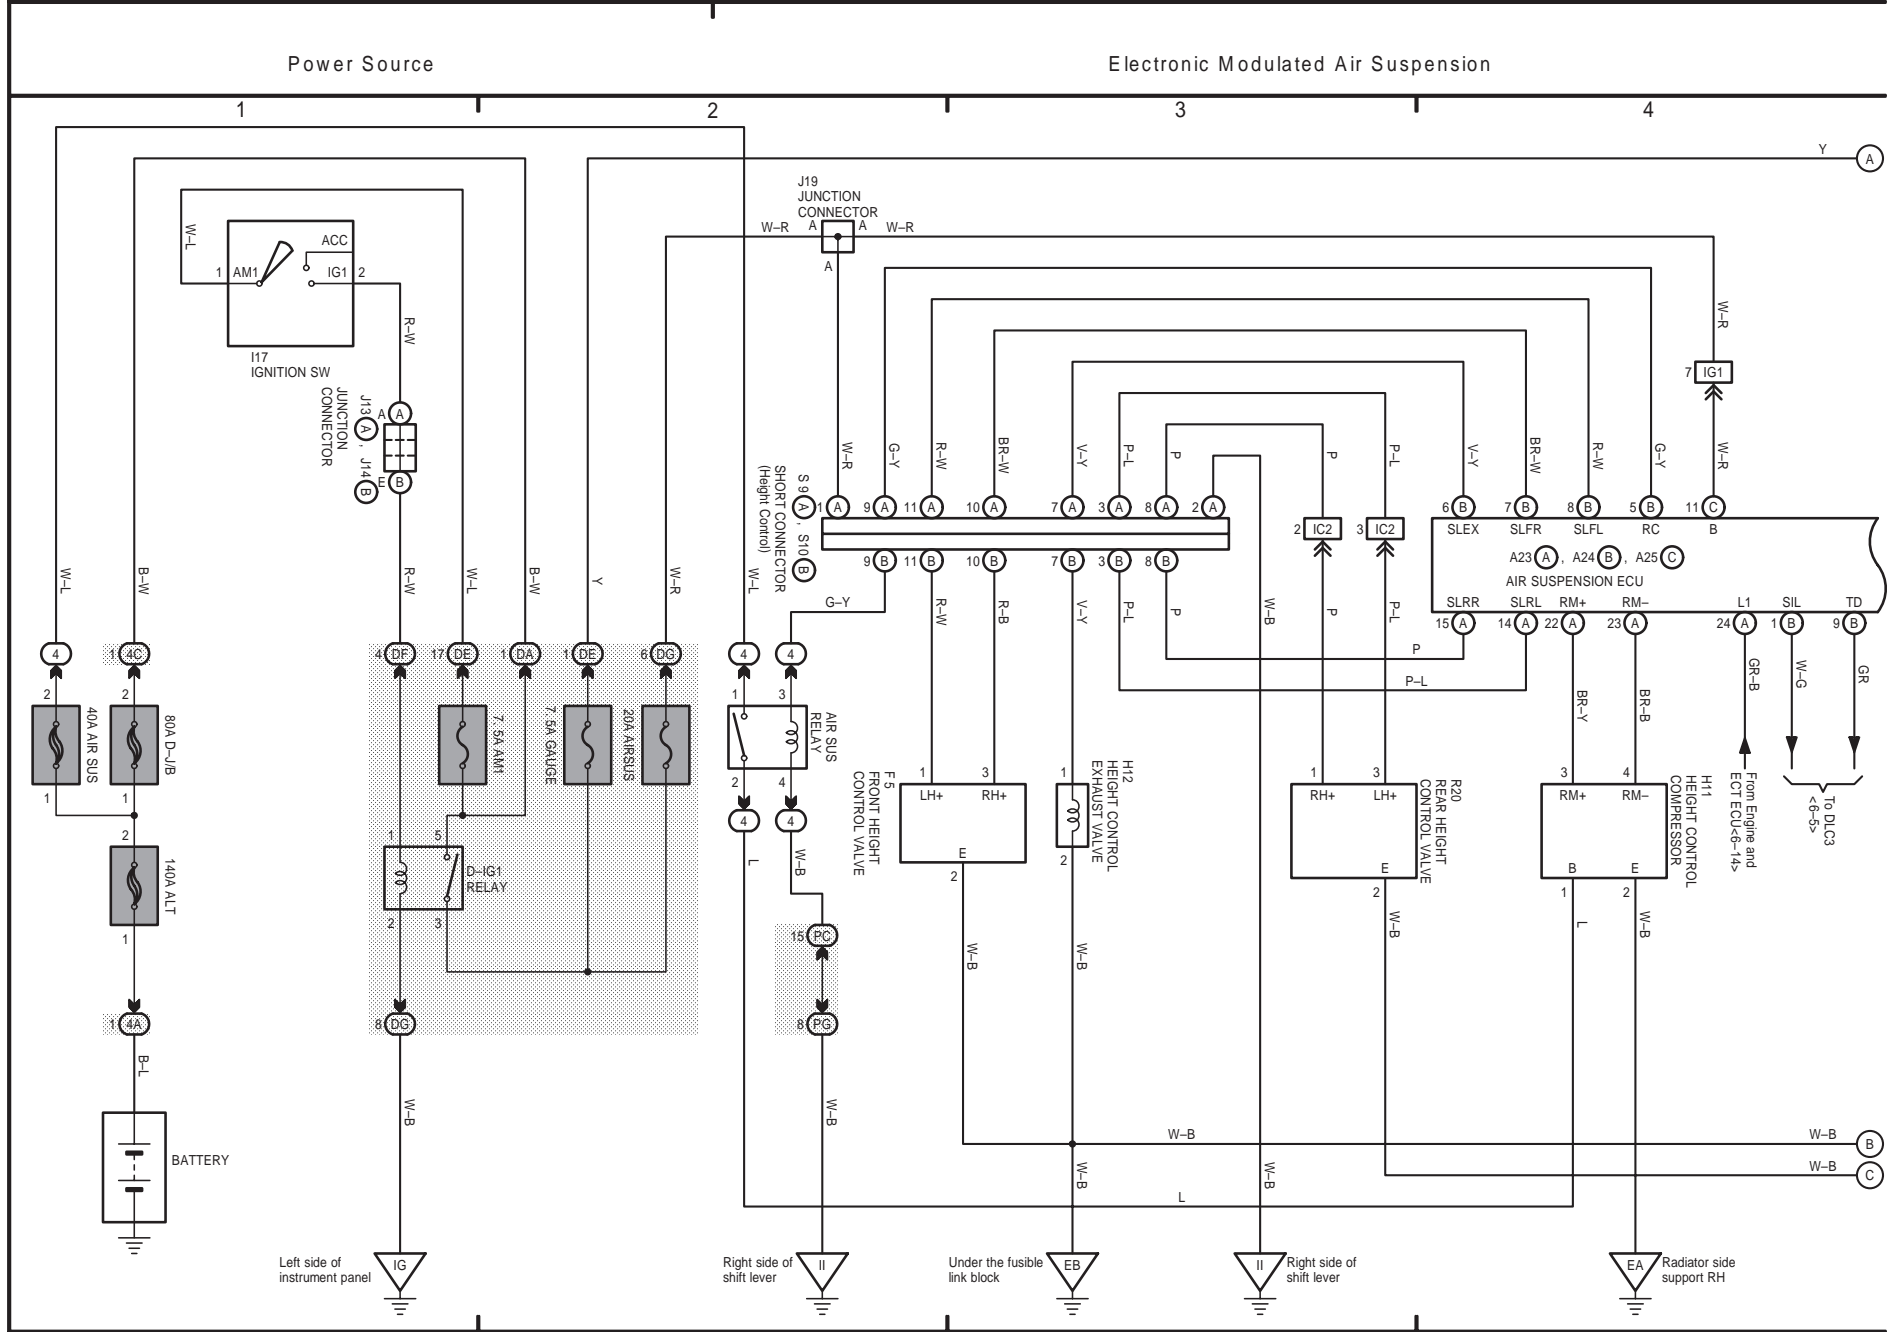 Power Source
Electronic Modulated Air Suspension
1
2
3
4
Y
A
J19
JUNCTION
CONNECTOR
W–R
A
A
W–R
A
W–L
ACC
1
AM1
IG1
2
I17
IGNITION SW
R–W
W–R
7
IG1
J13 A , J14 B
JUNCTION
CONNECTOR
A
A
E
B
W–R
G–Y
R–W
BR–W
V–Y
P–L
P
P
P–L
V–Y
BR–W
R–W
G–Y
W–R
S 9 A , S10 B
SHORT CONNECTOR
(Height Control)
1 A
9 A
11 A
10 A
7 A
3 A
8 A
2 A
6 B
7 B
8 B
5 B
11 C
2 IC2
3 IC2
SLEX
SLFR
SLFL
RC
B
A23 A , A24 B , A25 C
AIR SUSPENSION ECU
9 B
11 B
10 B
7 B
3 B
8 B
W–L
B–W
R–W
W–L
B–W
Y
W–R
W–L
G–Y
R–W
R–B
V–Y
P–L
P
W–B
P
P–L
SLRR
SLRL
RM+
RM–
L1
SIL
TD
15 A
14 A
22 A
23 A
24 A
1 B
9 B
4
1 4C
4 DF
17 DE
1 DA
1 DE
6 DG
4
4
P
P–L
BR–Y
BR–B
GR–B
W–G
GR
2
2
1
3
40A AIR SUS
80A D–J/B
7. 5A AM1
7. 5A GAUGE
20A AIRSUS
AIR SUS
RELAY
1
1
2
4
F 5
FRONT HEIGHT
CONTROL VALVE
1
3
LH+
RH+
E
2
H12
HEIGHT CONTROL
EXHAUST VALVE
1
2
R20
REAR HEIGHT
CONTROL VALVE
1
3
RH+
LH+
E
2
H11
HEIGHT CONTROL
COMPRESSOR
3
4
RM+
RM–
B
E
1
2
From Engine and
ECT ECU<6–14>
To DLC3
<6–5>
4
4
2
1
5
140A ALT
D–IG1
RELAY
L
W–B
1
2
3
15 PC
W–B
W–B
W–B
L
W–B
1 4A
8 DG
8 PG
B–L
W–B
W–B
BATTERY
W–B
W–B
B
W–B
C
W–B
W–B
L
Left side of
instrument panel
IG
Right side of
shift lever
II
Under the fusible
link block
EB
II
Right side of
shift lever
EA
Radiator side
support RH